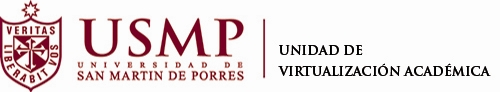 VERITAS
LIBERABIT VOS
USMP
UNIVERSIDAD DE
SAN MARTIN DE PORRES
UNIDAD DE
VIRTUALIZACIÓN ACADÉMICA